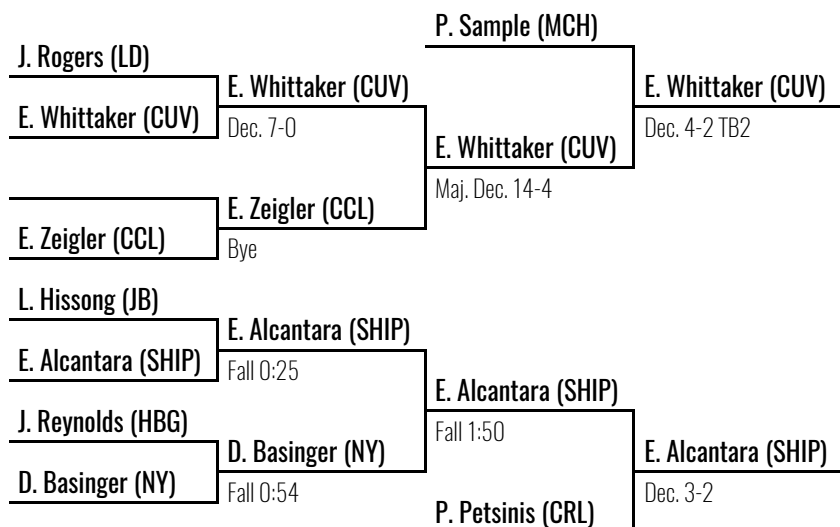 P. Sample (MCH)
J. Rogers (LD)
E. Whittaker (CUV)
E. Whittaker (CUV)
E. Whittaker (CUV)
Dec. 7-0
Dec. 4-2 TB2
E. Whittaker (CUV)
Maj. Dec. 14-4
E. Zeigler (CCL)
E. Zeigler (CCL)
Bye
L. Hissong (JB)
E. Alcantara (SHIP)
E. Alcantara (SHIP)
Fall 0:25
E. Alcantara (SHIP)
Fall 1:50
J. Reynolds (HBG)
D. Basinger (NY)
E. Alcantara (SHIP)
D. Basinger (NY)
Fall 0:54
Dec. 3-2
P. Petsinis (CRL)